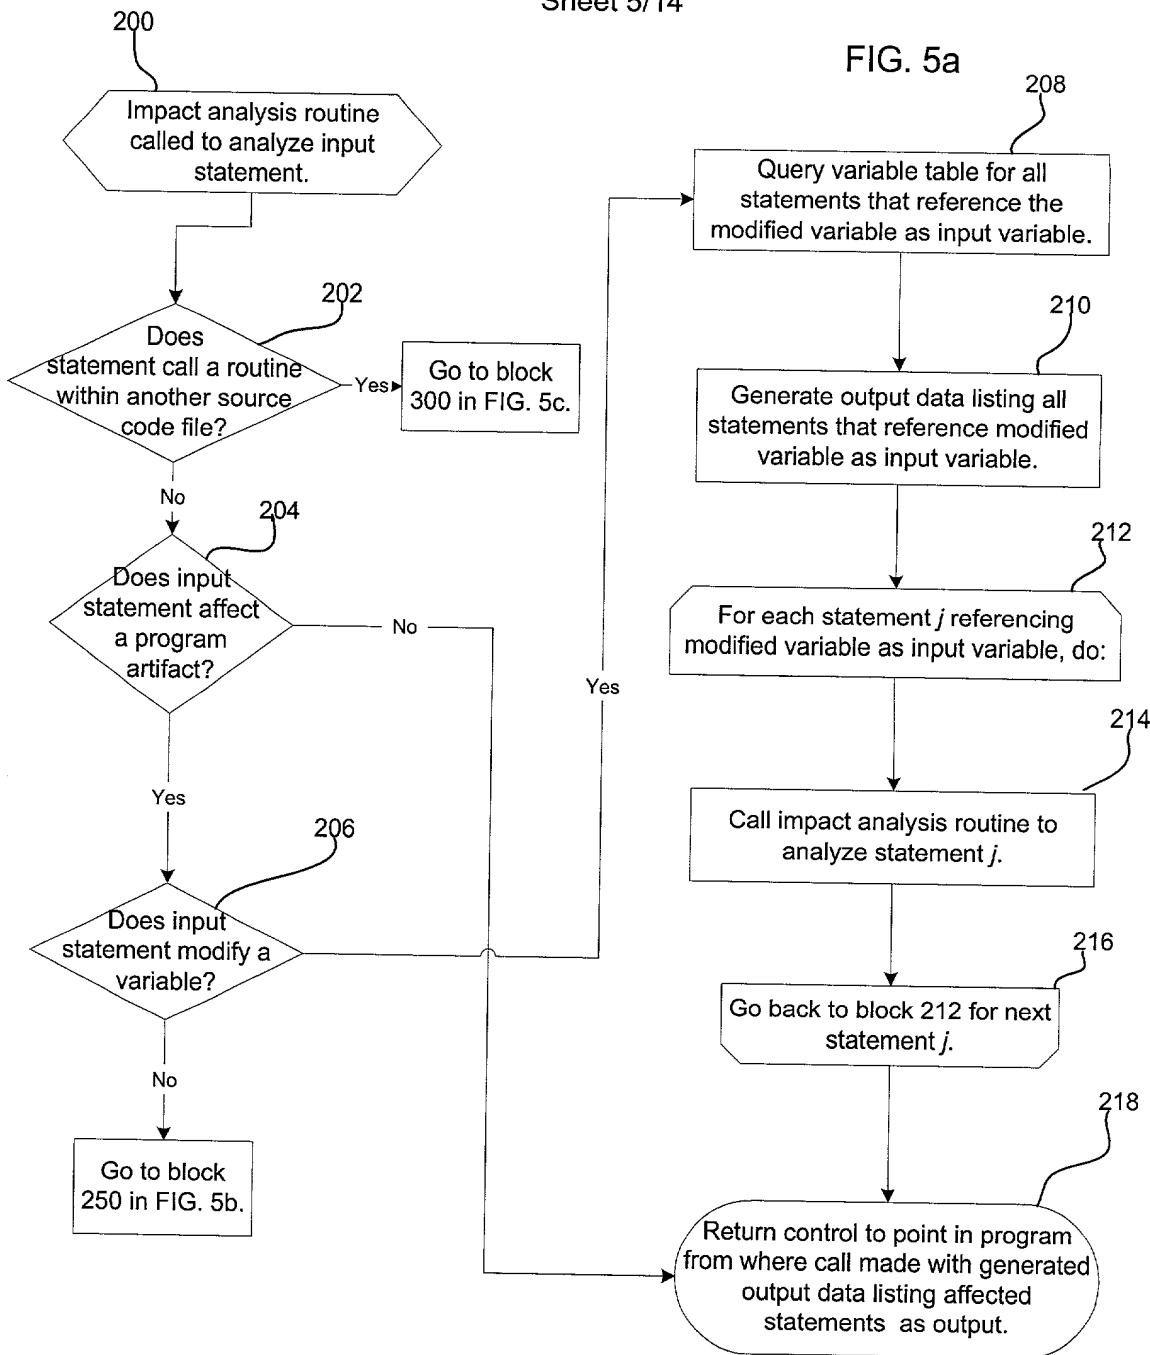 Sheet 5/14
FIG. 5a
200
Impact analysis routine
called to analyze input
statement.
202
Does
statement call a routine
within another source
code file?
Yes
Go to block
300 in FIG. 5c.
No
204
Does input
statement affect
a program
artifact?
No
Yes
206
Does input
statement modify a
variable?
Yes
No
Go to block
250 in FIG. 5b.
208
Query variable table for all
statements that reference the
modified variable as input variable.
210
Generate output data listing all
statements that reference modified
variable as input variable.
212
For each statement j referencing
modified variable as input variable, do:
214
Call impact analysis routine to
analyze statement j.
216
Go back to block 212 for next
statement j.
218
Return control to point in program
from where call made with generated
output data listing affected
statements as output.